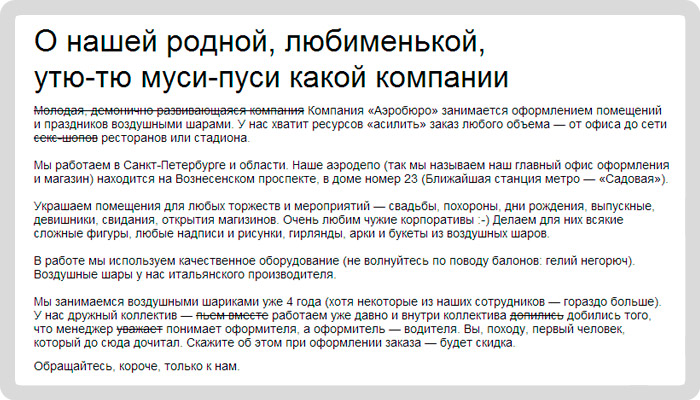 О нашей родной, любименькой,
утю-тю муси-пуси какой компании
Молодая, демонично развивающаяся компания Компания «Аэробюро» занимается оформлением помещений
и праздников воздушными шарами. У нас хватит ресурсов «асилить» заказ любого объема — от офиса до сети
секс-шопов ресторанов или стадиона.
Мы работаем в Санкт-Петербурге и области. Наше аэродепо (так мы называем наш главный офис оформления
и магазин) находится на Вознесенском проспекте, в доме номер 23 (Ближайшая станция метро — «Садовая»).
Украшаем помещения для любых торжеств и мероприятий — свадьбы, похороны, дни рождения, выпускные,
девишники, свидания, открытия магизинов. Очень любим чужие корпоративы :-) Делаем для них всякие
сложные фигуры, любые надписи и рисунки, гирлянды, арки и букеты из воздушных шаров.
В работе мы используем качественное оборудование (не волнуйтесь по поводу балонов: гелий негорюч).
Воздушные шары у нас итальянского производителя.
Мы занимаемся воздушными шариками уже 4 года (хотя некоторые из наших сотрудников — гораздо больше).
У нас дружный коллектив — пьем вместе работаем уже давно и внутри коллектива допились добились того,
что менеджер уважает понимает оформителя, а оформитель — водителя. Вы, походу, первый человек,
который до сюда дочитал. Скажите об этом при оформлении заказа — будет скидка.
Обращайтесь, короче, только к нам.